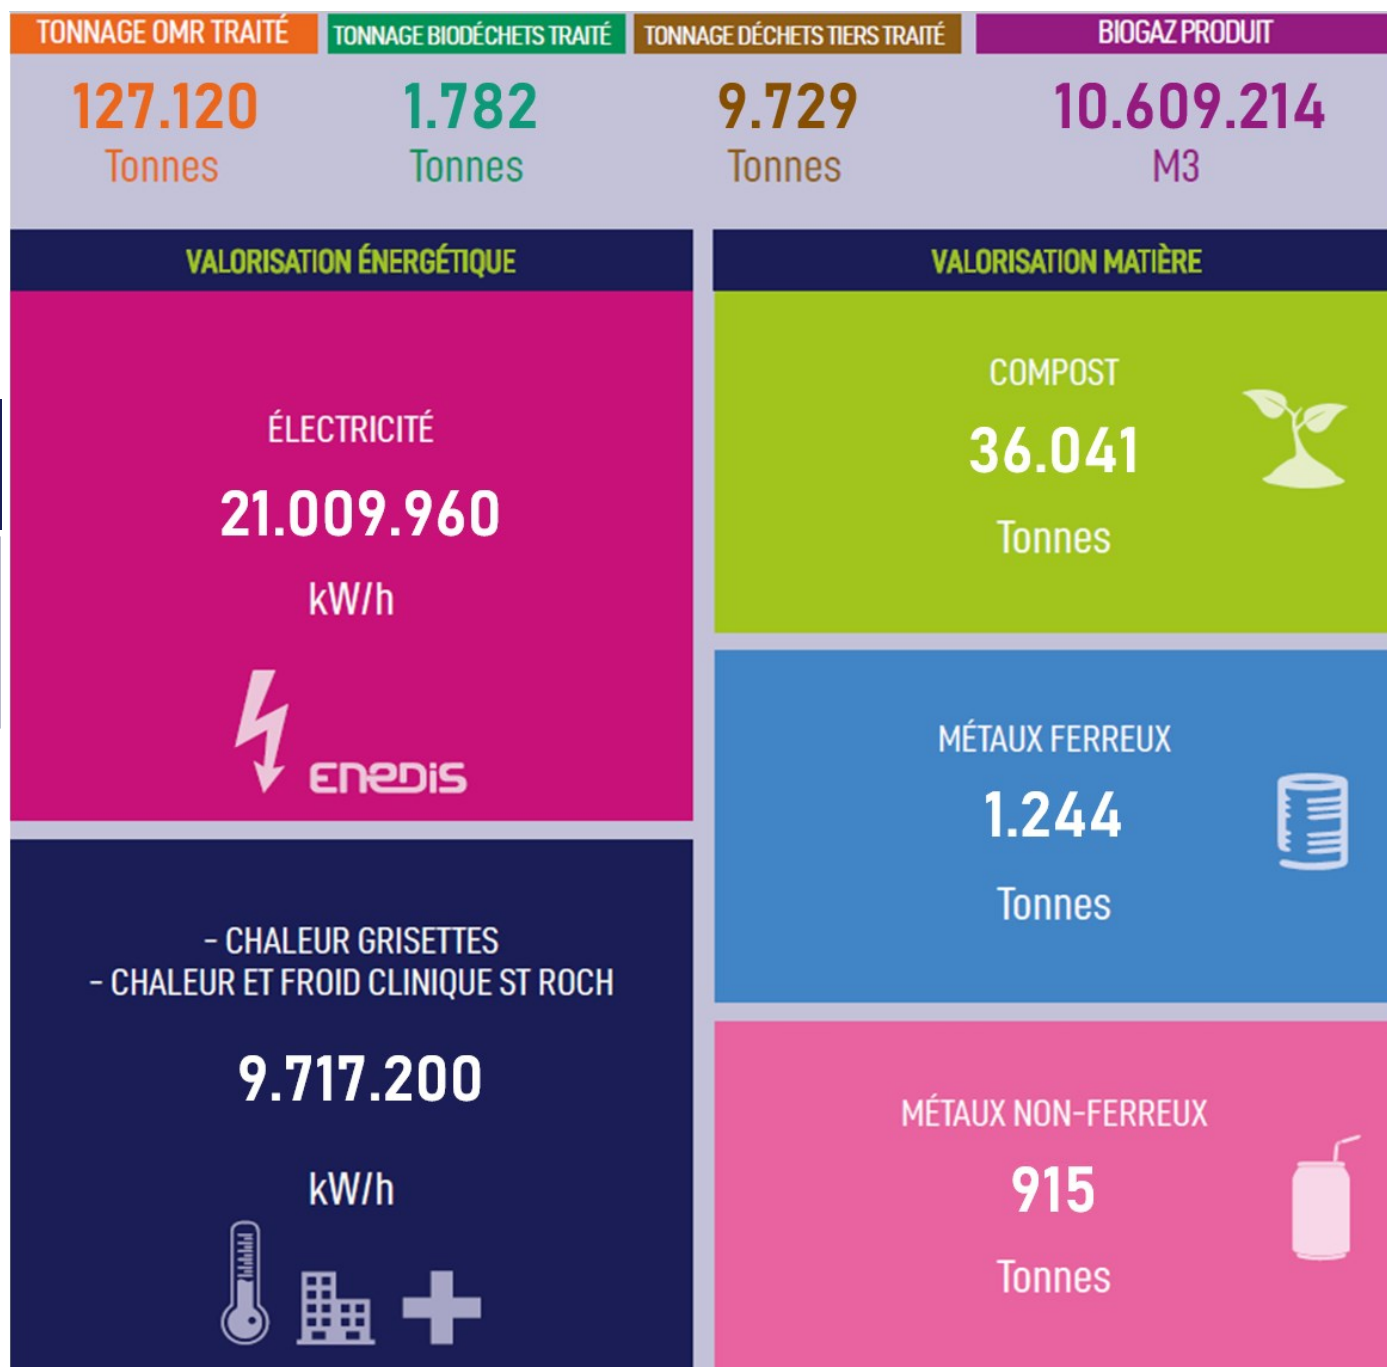 TONNAGE OMR TRAITÉ
TONNAGE BIODÉCHETS TRAITÉ
TONNAGE DÉCHETS TIERS TRAITÉ
BIOGAZ PRODUIT
127.120
Tonnes
1.782
Tonnes
9.729
Tonnes
10.609.214
M3
VALORISATION ÉNERGÉTIQUE
ÉLECTRICITÉ
21.009.960
kW/h
ENEDIS
- CHALEUR GRISETTES
- CHALEUR ET FROID CLINIQUE ST ROCH
9.717.200
kW/h
VALORISATION MATIÈRE
COMPOST
36.041
Tonnes
MÉTAUX FERREUX
1.244
Tonnes
MÉTAUX NON-FERREUX
915
Tonnes